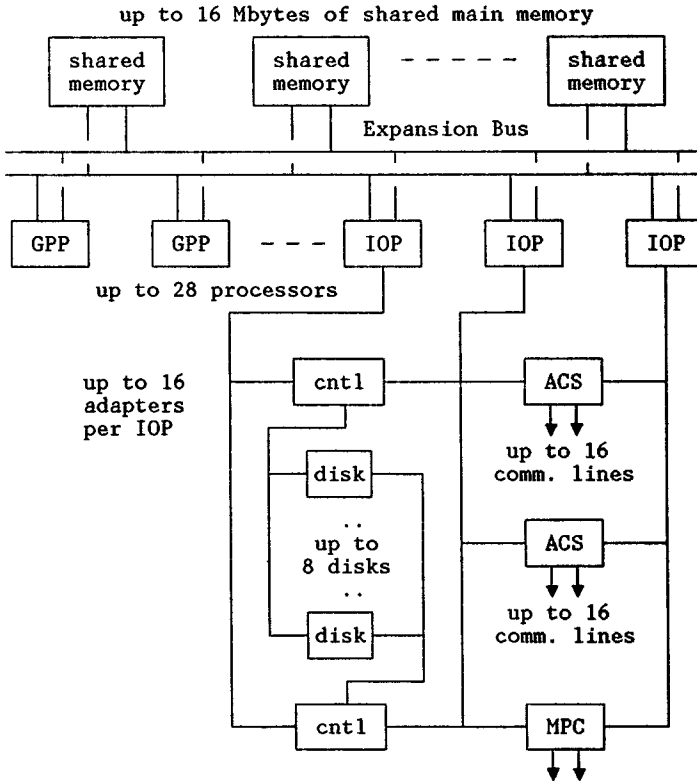 up to 16 Mbytes of shared main memory
shared
memory
shared
memory
shared
memory
Expansion Bus
GPP
GPP
IOP
IOP
IOP
up to 28 processors
up to 16
adapters
per IOP
cntl
ACS
up to 16
comm. lines
disk
..
up to
8 disks
..
disk
ACS
up to 16
comm. lines
cntl
MPC